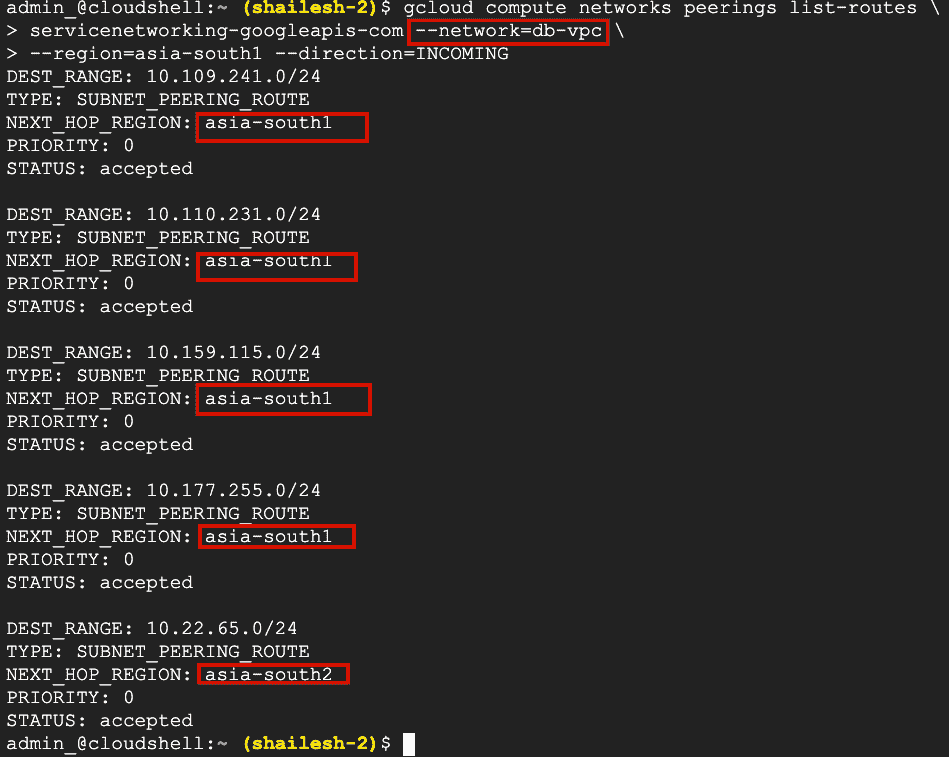 admin_@cloudshell:~ (shailesh-2)$ gcloud compute networks peerings list-routes \
> servicenetworking-googleapis-com --network=db-vpc \
> --region=asia-south1 --direction=INCOMING
DEST_RANGE: 10.109.241.0/24
TYPE: SUBNET_PEERING_ROUTE
NEXT_HOP_REGION: asia-south1
PRIORITY: 0
STATUS: accepted
DEST_RANGE: 10.110.231.0/24
TYPE: SUBNET_PEERING_ROUTE
NEXT_HOP_REGION: asia-south1
PRIORITY: 0
STATUS: accepted
DEST_RANGE: 10.159.115.0/24
TYPE: SUBNET_PEERING_ROUTE
NEXT_HOP_REGION: asia-south1
PRIORITY: 0
STATUS: accepted
DEST_RANGE: 10.177.255.0/24
TYPE: SUBNET_PEERING_ROUTE
NEXT_HOP_REGION: asia-south1
PRIORITY: 0
STATUS: accepted
DEST_RANGE: 10.22.65.0/24
TYPE: SUBNET_PEERING_ROUTE
NEXT_HOP_REGION: asia-south2
PRIORITY: 0
STATUS: accepted
admin_@cloudshell:~ (shailesh-2)$